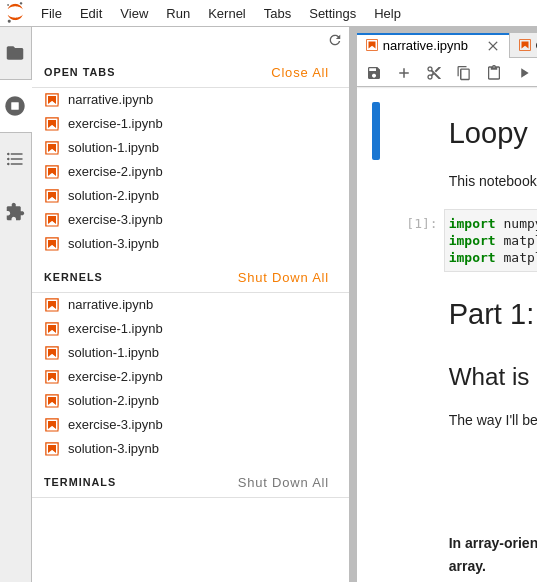 File Edit View Run Kernel Tabs Settings Help
OPEN TABS Close All
narrative.ipynb
exercise-1.ipynb
solution-1.ipynb
exercise-2.ipynb
solution-2.ipynb
exercise-3.ipynb
solution-3.ipynb
KERNELS Shut Down All
narrative.ipynb
exercise-1.ipynb
solution-1.ipynb
exercise-2.ipynb
solution-2.ipynb
exercise-3.ipynb
solution-3.ipynb
TERMINALS Shut Down All
narrative.ipynb
Loopy
This notebook
[1]: import numpy
import matpl
import matpl
Part 1:
What is
The way I'll be
In array-orien
array.